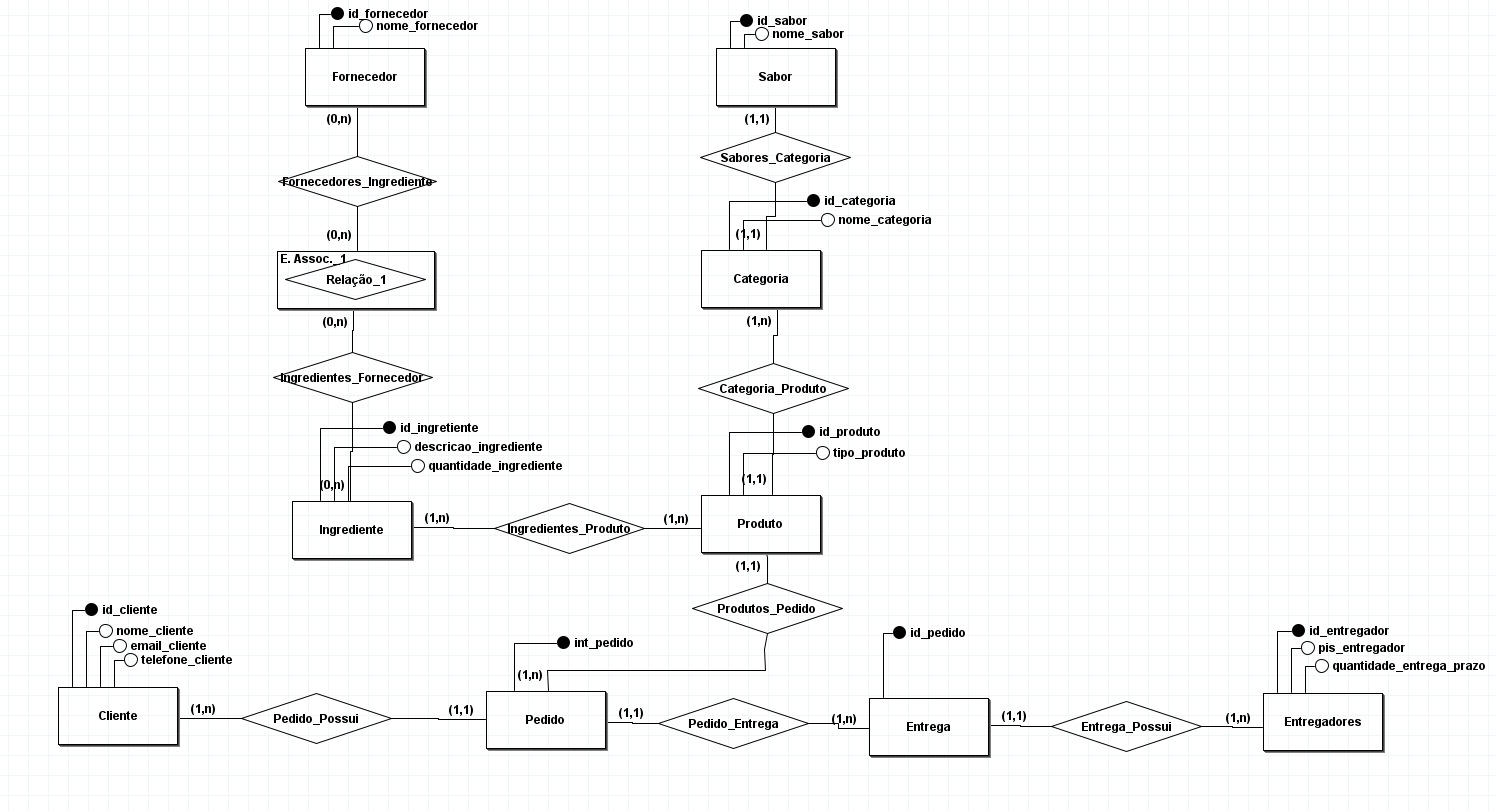 id_fornecedor
nome_fornecedor
Fornecedor
(0,n)
Fornecedores_Ingrediente
(0,n)
E. Assoc._1
Relação_1
(0,n)
Ingredientes_Fornecedor
id_ingretiente
descricao_ingrediente
quantidade_ingrediente
(0,n)
Ingrediente
(1,n)
Ingredientes_Produto
(1,n)
id_sabor
nome_sabor
Sabor
(1,1)
Sabores_Categoria
id_categoria
nome_categoria
(1,1)
Categoria
(1,n)
Categoria_Produto
id_produto
tipo_produto
(1,1)
Produto
(1,1)
Produtos_Pedido
id_cliente
nome_cliente
email_cliente
telefone_cliente
Cliente
(1,n)
Pedido_Possui
(1,1)
int_pedido
(1,n)
Pedido
(1,1)
Pedido_Entrega
(1,n)
id_pedido
Entrega
(1,1)
Entrega_Possui
(1,n)
id_entregador
pis_entregador
quantidade_entrega_prazo
Entregadores